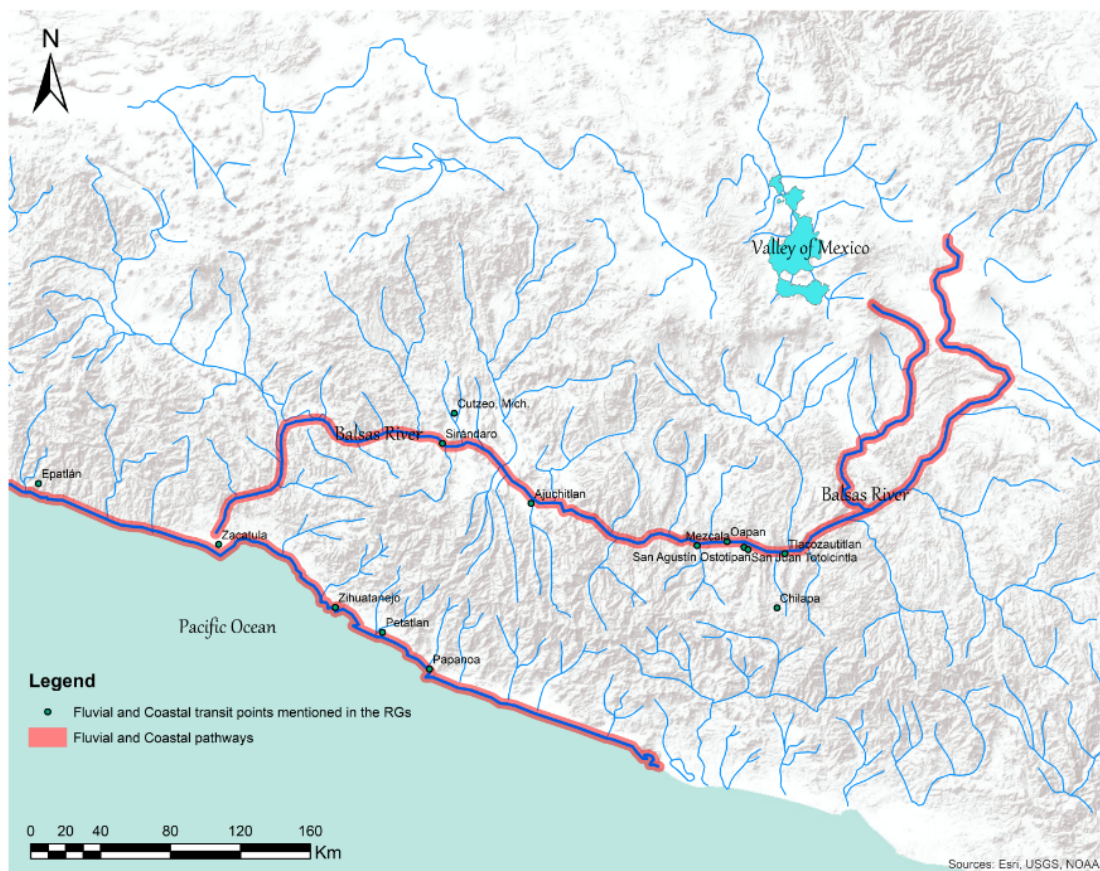 N
Valley of Mexico
Cutzeo, Mich.
Balsas River
Sirándaro
Epatlán
Ajuchitlan
Balsas River
Zacatula
Mezcala
Oapan
Tlacozautitlan
San Agustín Ostotipan
San Juan Totolcintla
Zihuatanejo
Chilapa
Pacific Ocean
Petatlan
Papanoa
Legend
Fluvial and Coastal transit points mentioned in the RGs
Fluvial and Coastal pathways
0 20 40 80 120 160
Km
Sources: Esri, USGS, NOAA